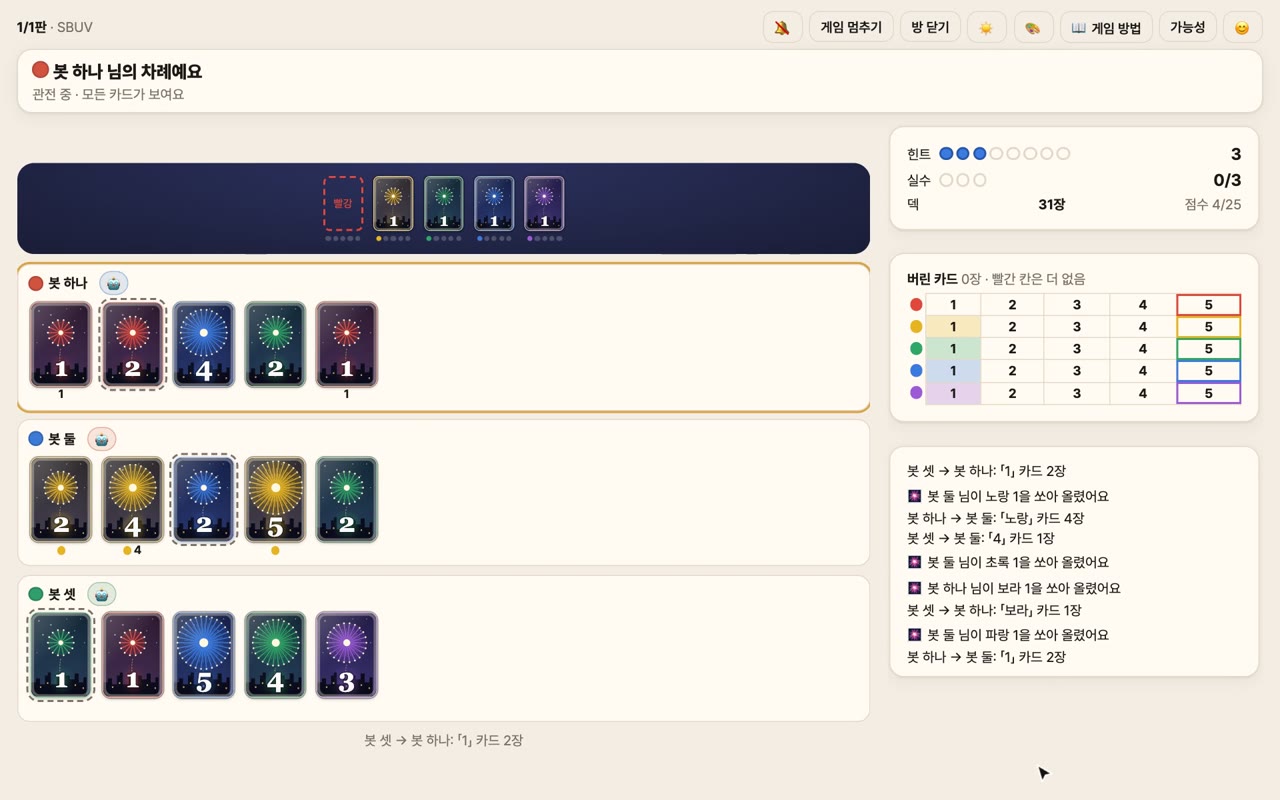 1/1판 · SBUV
게임 멈추기
방 닫기
게임 방법
가능성
봇 하나 님의 차례예요
관전 중 · 모든 카드가 보여요
빨강
1
1
1
1
힌트
3
실수
0/3
덱
31장
점수 4/25
봇 하나
1
2
4
2
1
1
1
봇 둘
2
4
2
5
2
4
봇 셋
1
1
5
4
3
봇 셋 → 봇 하나: 「1」 카드 2장
버린 카드 0장 · 빨간 칸은 더 없음
1 2 3 4 5
1 2 3 4 5
1 2 3 4 5
1 2 3 4 5
1 2 3 4 5
봇 셋 → 봇 하나: 「1」 카드 2장
봇 둘 님이 노랑 1을 쏘아 올렸어요
봇 하나 → 봇 둘: 「노랑」 카드 4장
봇 셋 → 봇 둘: 「4」 카드 1장
봇 둘 님이 초록 1을 쏘아 올렸어요
봇 하나 님이 보라 1을 쏘아 올렸어요
봇 셋 → 봇 하나: 「보라」 카드 1장
봇 둘 님이 파랑 1을 쏘아 올렸어요
봇 하나 → 봇 둘: 「1」 카드 2장